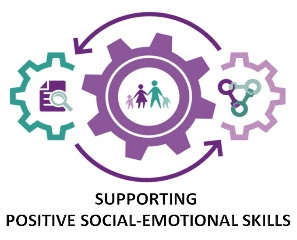 SUPPORTING
POSITIVE SOCIAL-EMOTIONAL SKILLS